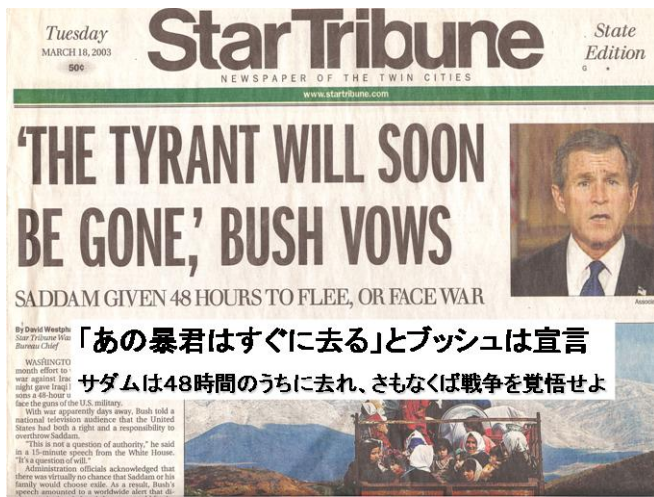 Tuesday
MARCH 18, 2003
50¢
StarTribune
NEWSPAPER OF THE TWIN CITIES
State
Edition
www.startribune.com
'THE TYRANT WILL SOON
BE GONE,' BUSH VOWS
SADDAM GIVEN 48 HOURS TO FLEE, OR FACE WAR
「あの暴君はすぐに去る」とブッシュは宣言
サダムは４８時間のうちに去れ、さもなくば戦争を覚悟せよ
By David
Star Tribune
Bureau Chief
month effort to
war against
night gave
sons a 48-hour
face the guns of the U.S. military.
With war apparently days away, Bush told a
national television audience that the United
States had both a right and a responsibility to
overthrow Saddam.
"This is not a question of authority," he said
in a 15-minute speech from the White House.
"It's a question of will."
Administration officials acknowledged that
there was virtually no chance that Saddam or his
family would choose exile. As a result, Bush's
speech amounted to a worldwide alert that di-